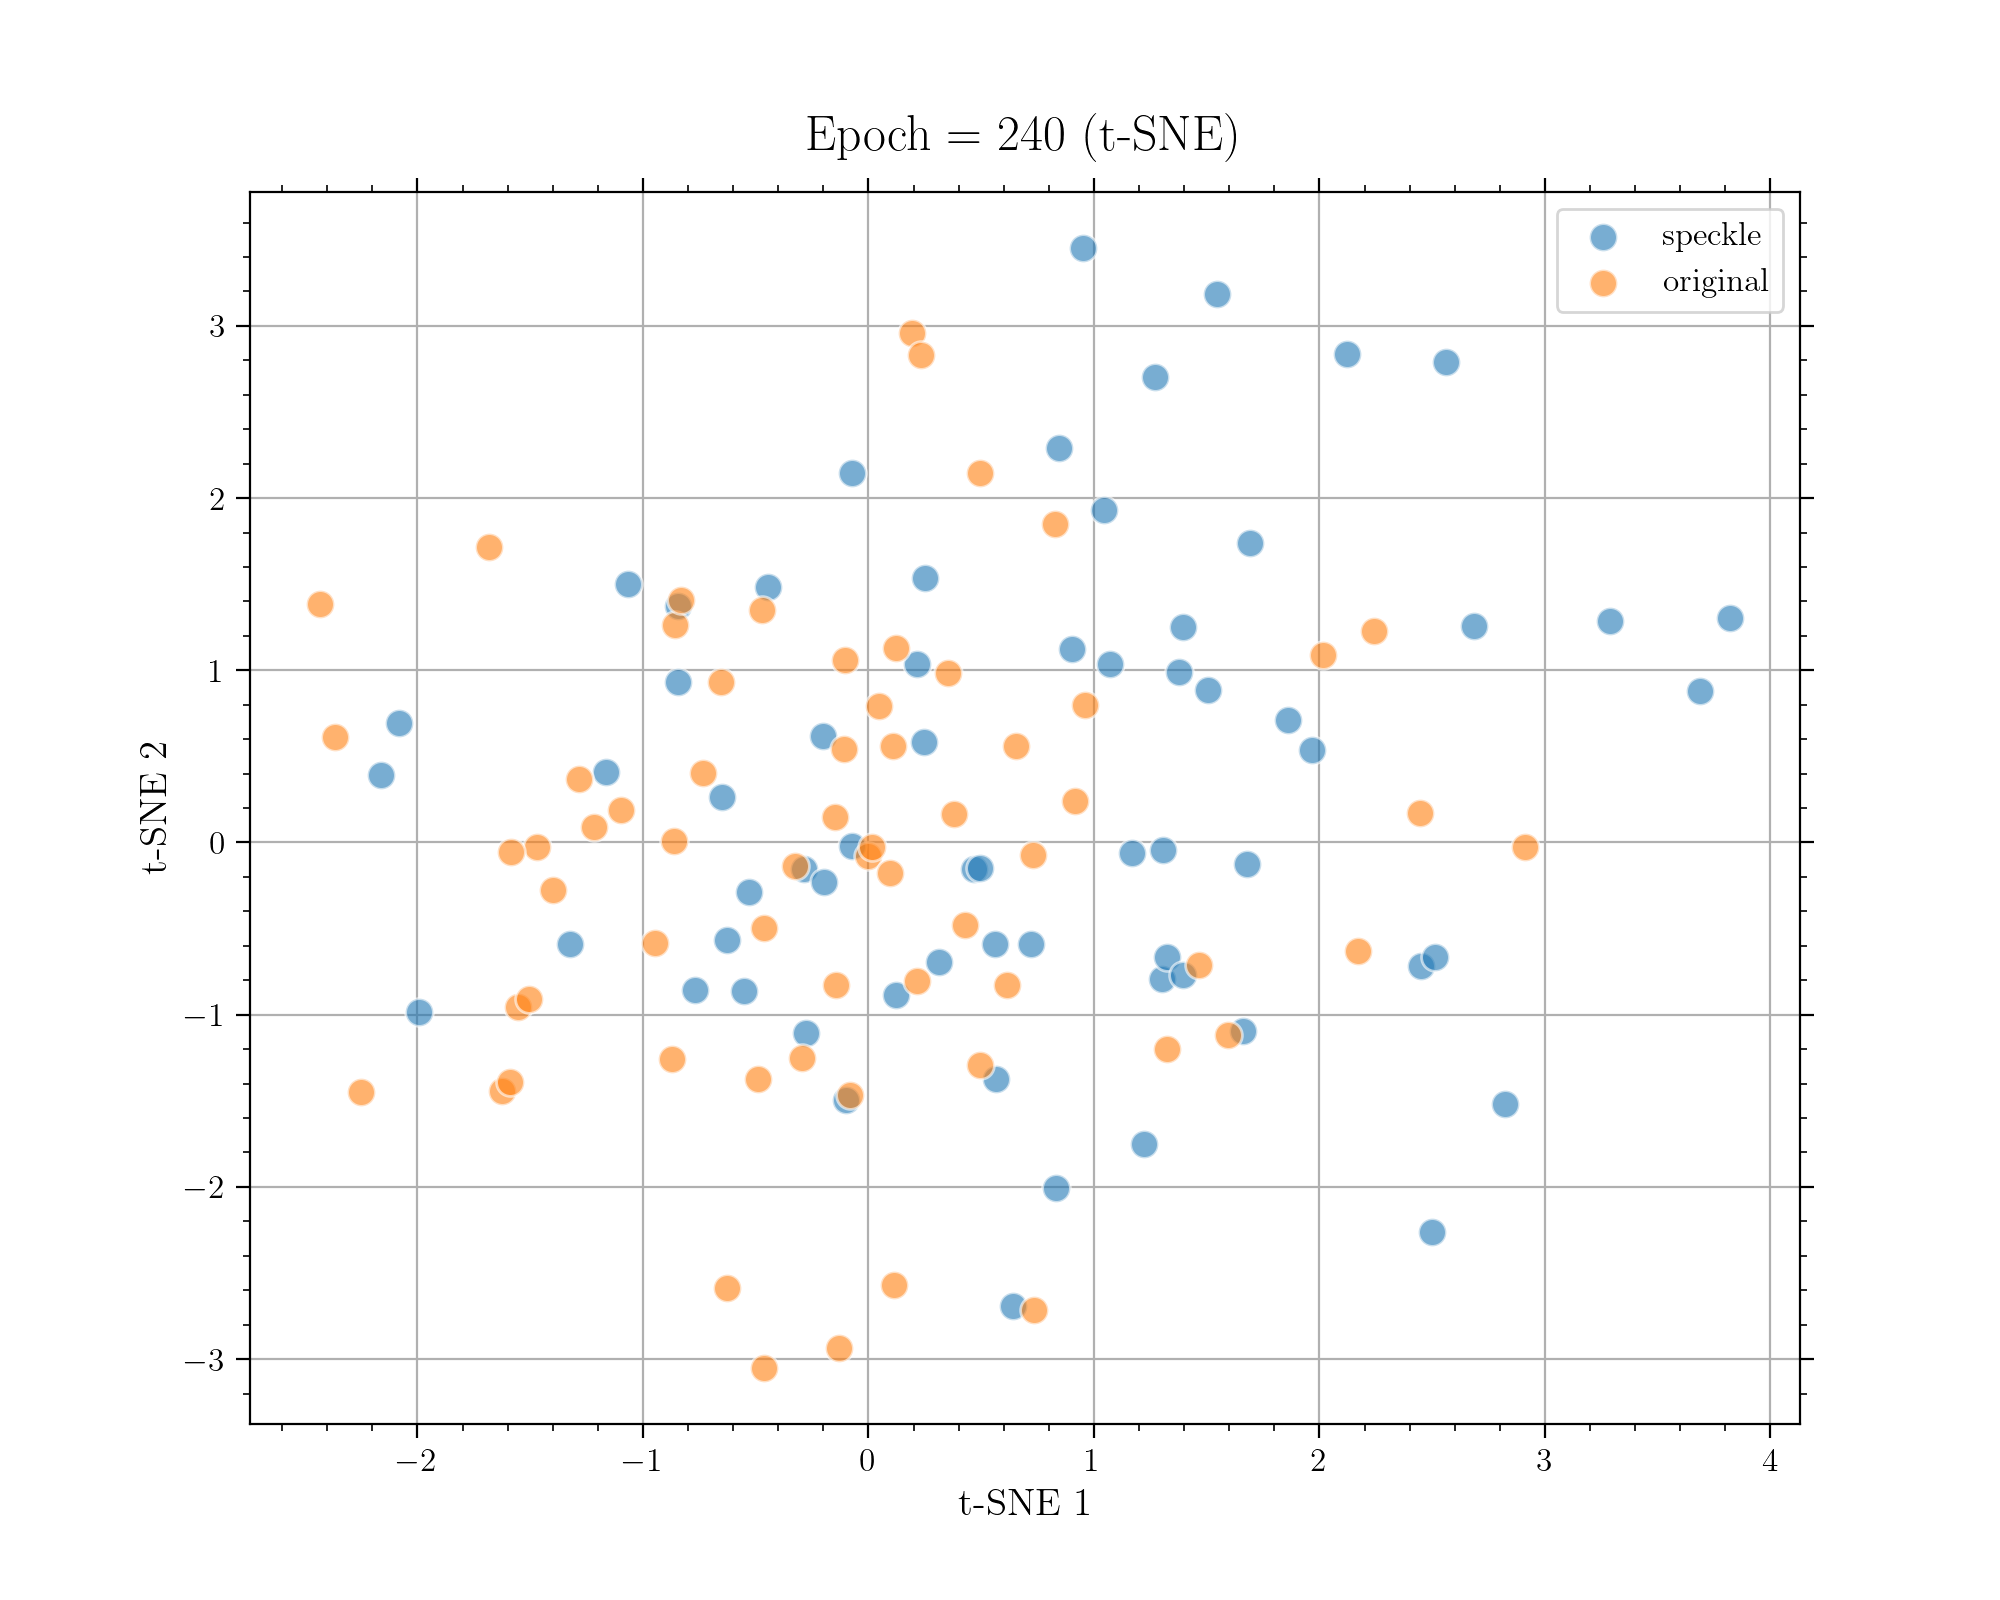 Epoch = 240 (t-SNE)
speckle
original
t-SNE 2
3
2
1
0
−1
−2
−3
−2 −1 0 1 2 3 4
t-SNE 1